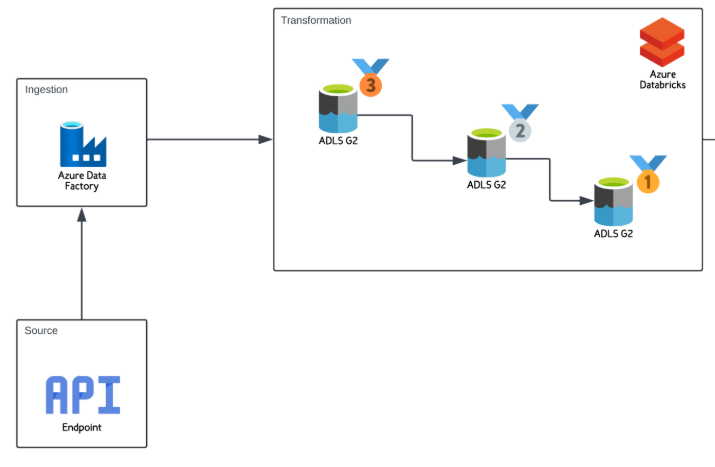 Transformation
Azure
Databricks
Ingestion
3
ADLS G2
2
ADLS G2
1
ADLS G2
Azure Data
Factory
Source
API
Endpoint